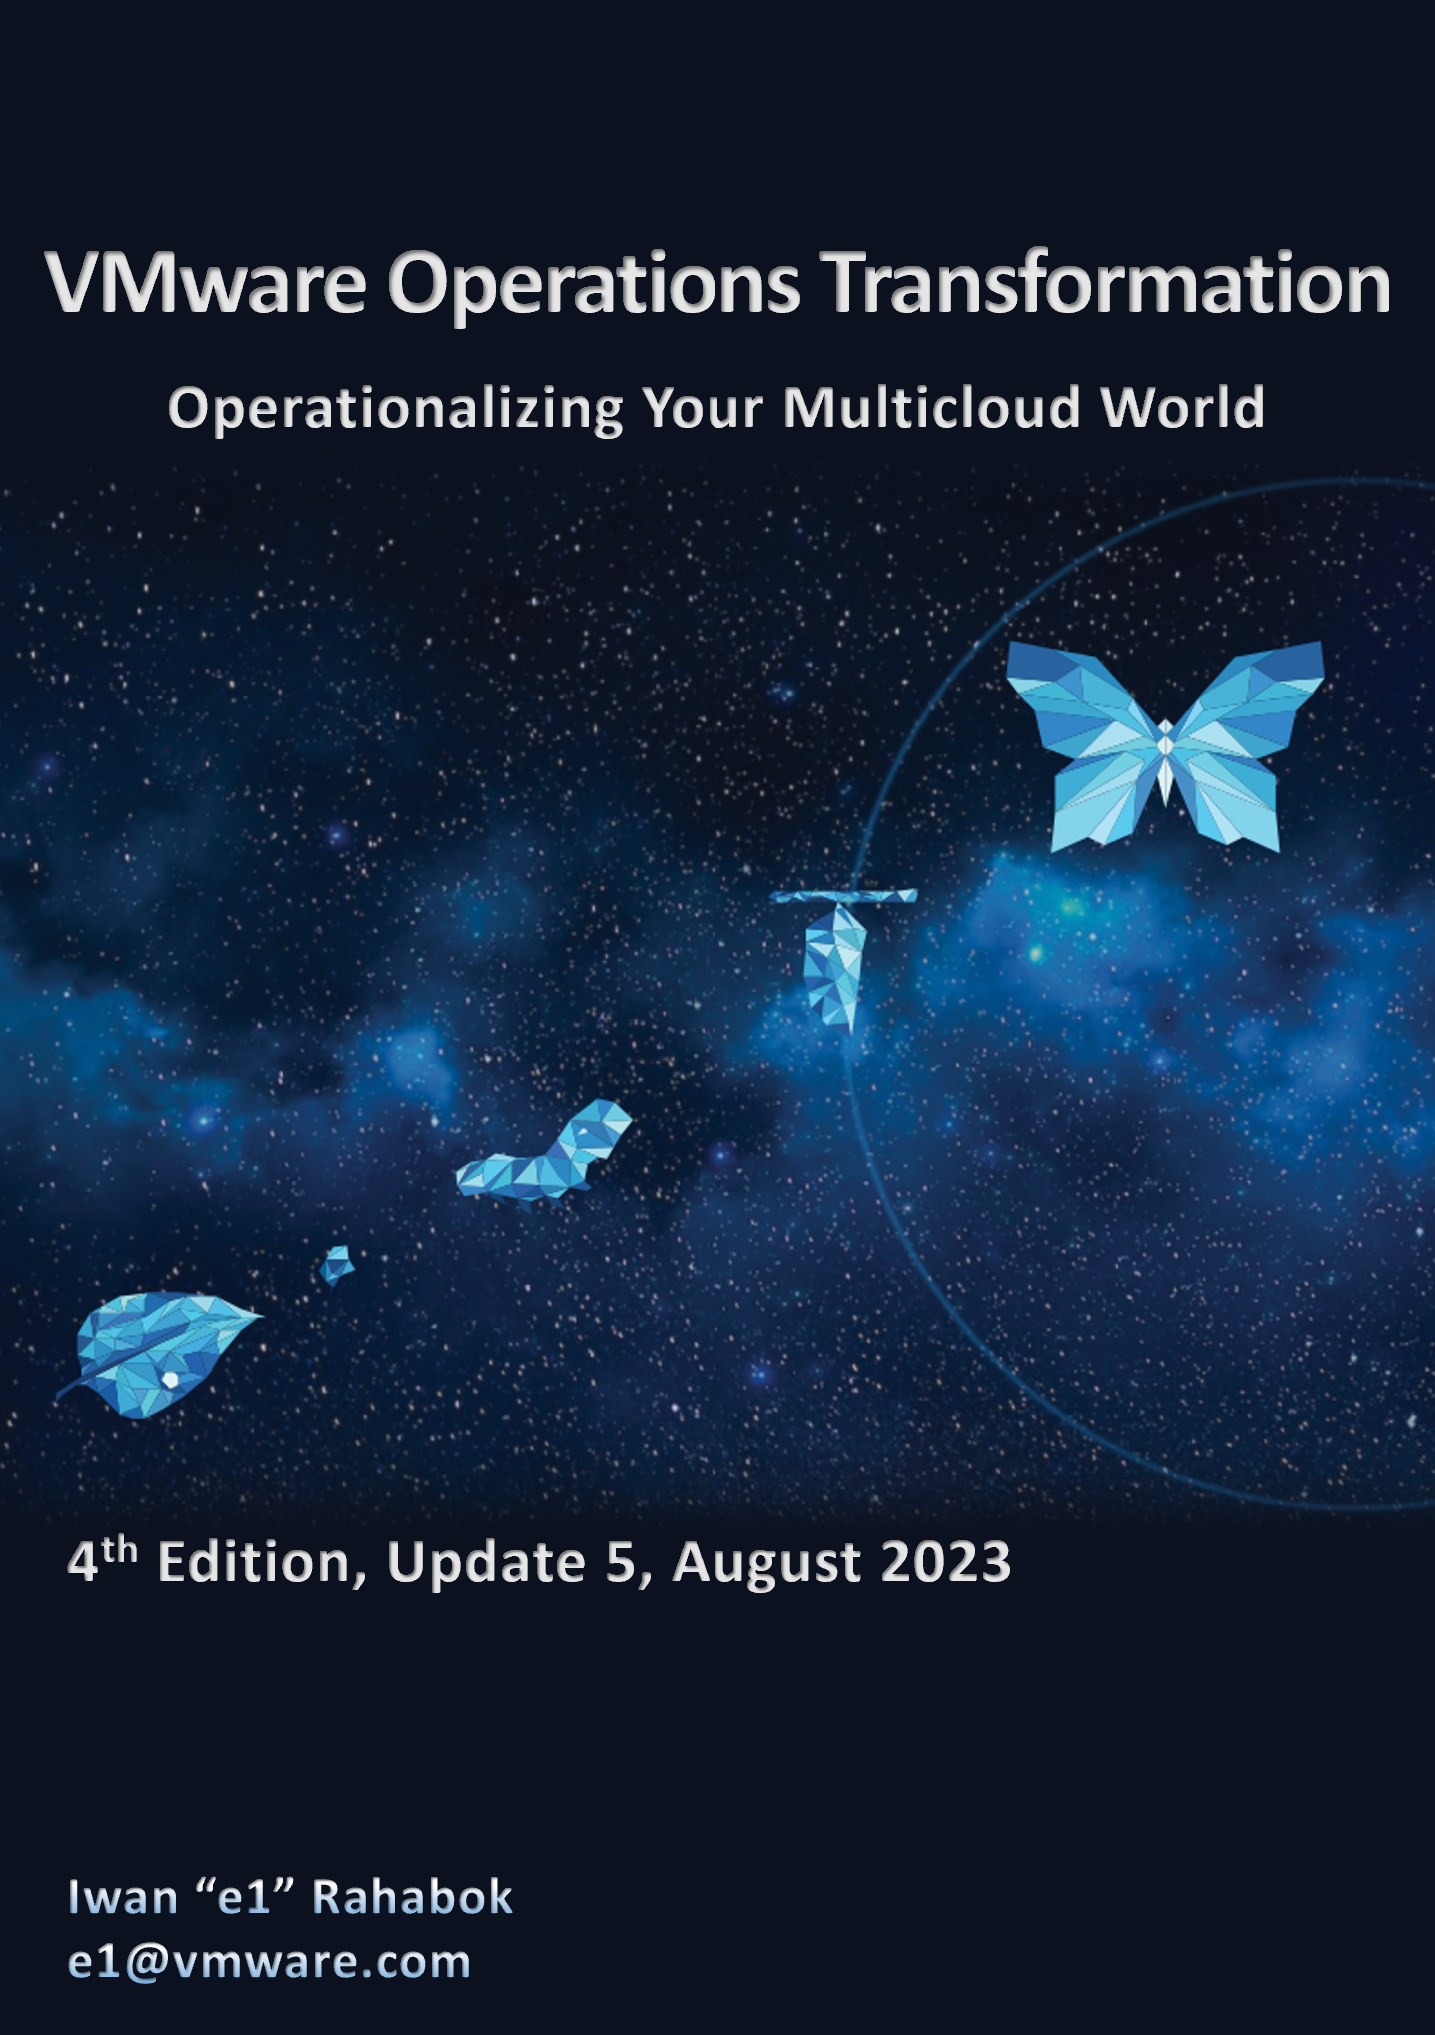 VMware Operations Transformation
Operationalizing Your Multicloud World
4th Edition, Update 5, August 2023
Iwan “e1” Rahabok
e1@vmware.com